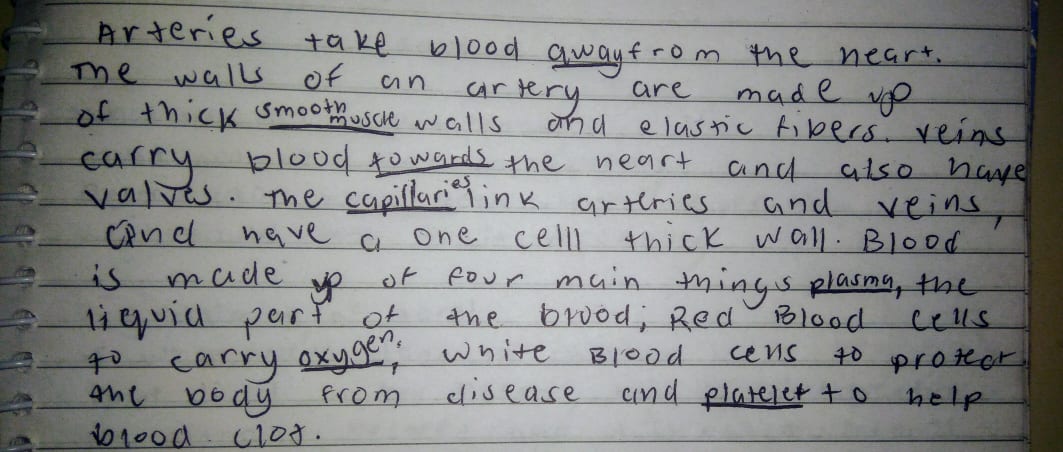 Arteries take blood away from the heart.
The walls of an artery are made up
of thick smooth muscle walls and elastic fibers. veins
carry blood towards the heart and also have
valves. The capillaries link arteries and veins,
and have a one celll thick wall. Blood
is made up of four main things plasma, the
liequid part of the blood; Red Blood cells
to carry oxygen; White Blood cells to protect
the body from disease and platelet to help
blood clot.